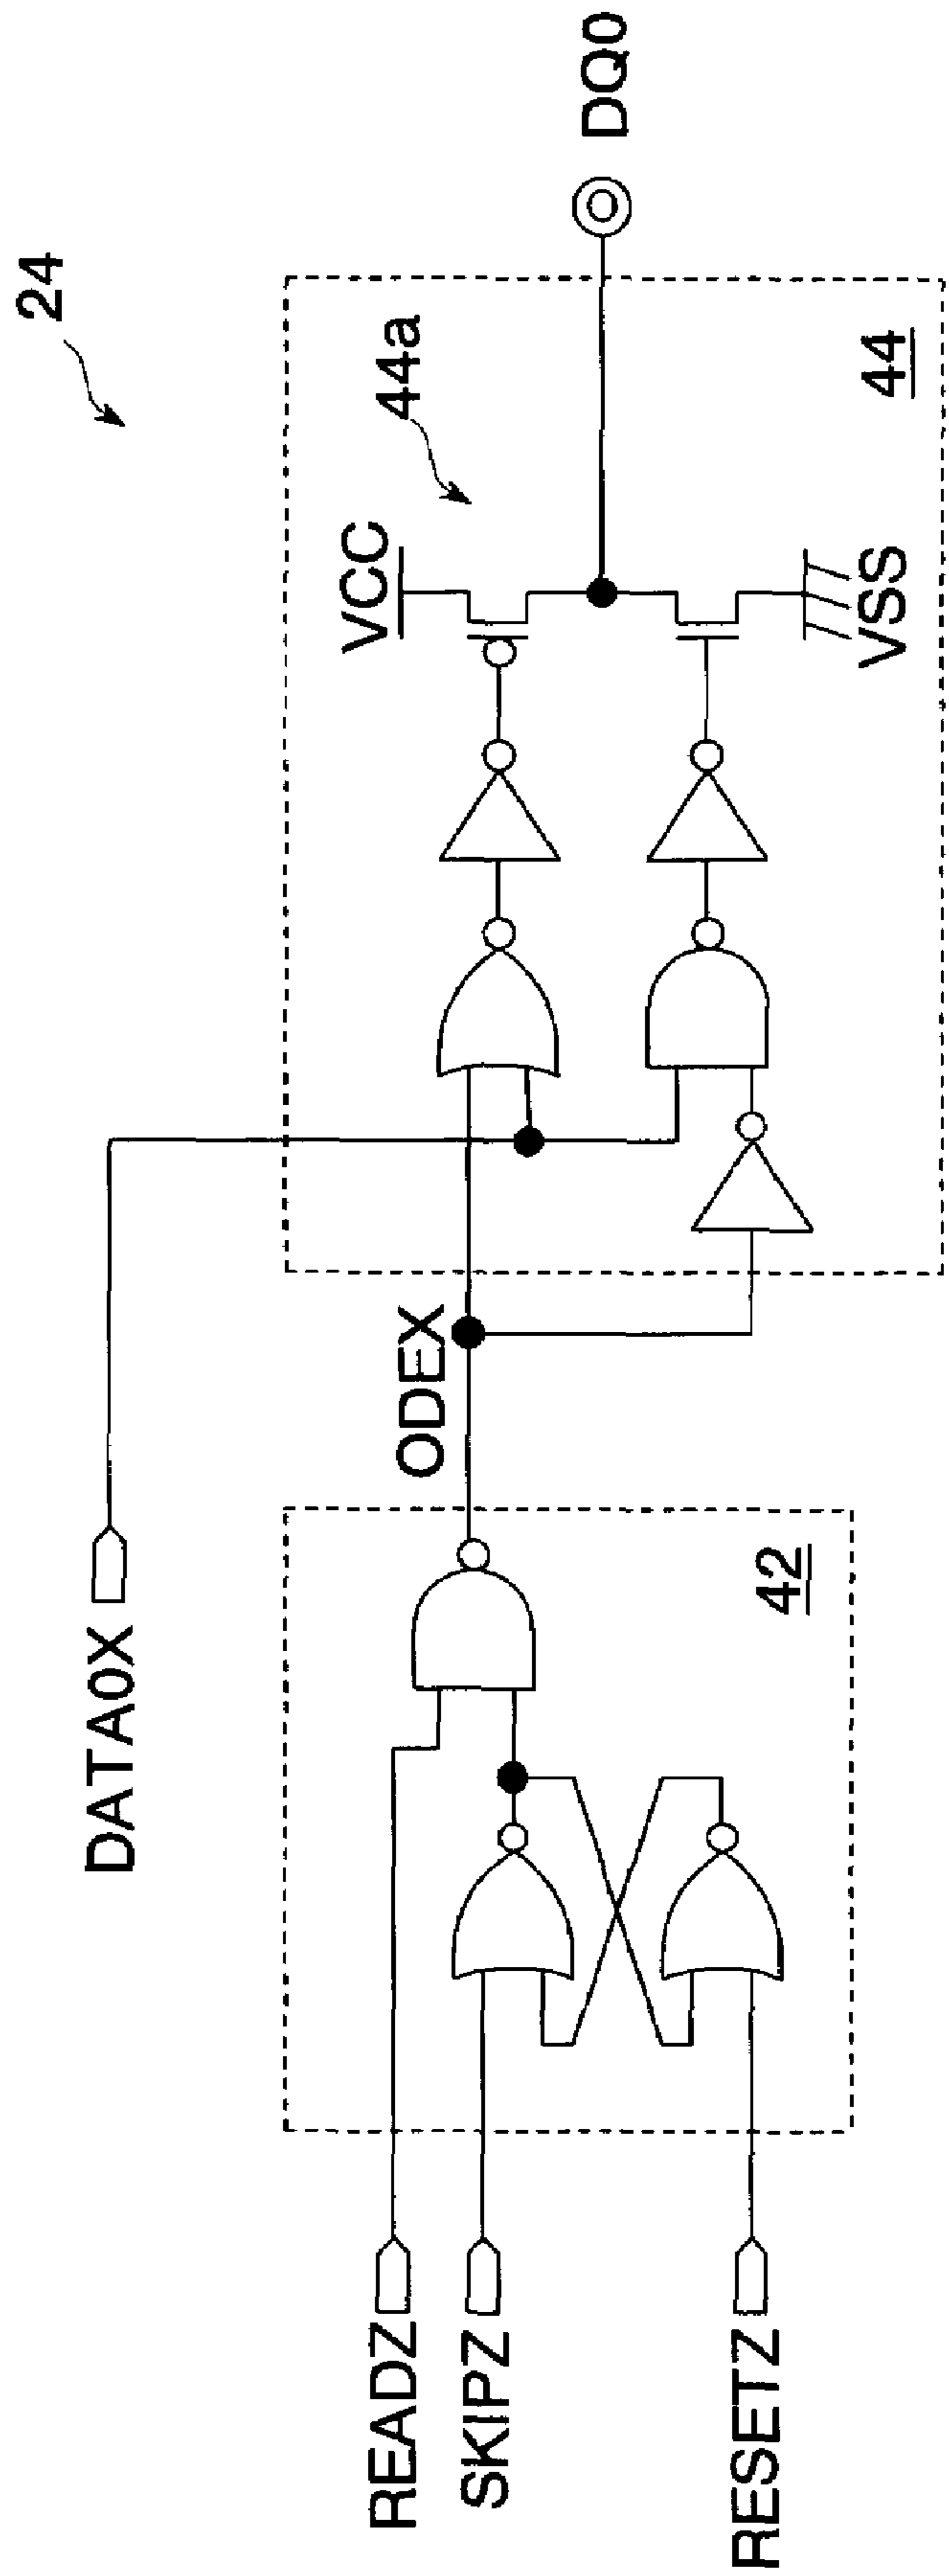 24
DATA0X
READZ
SKIPZ
RESETZ
42
ODEX
VCC
44a
VSS
44
DQ0